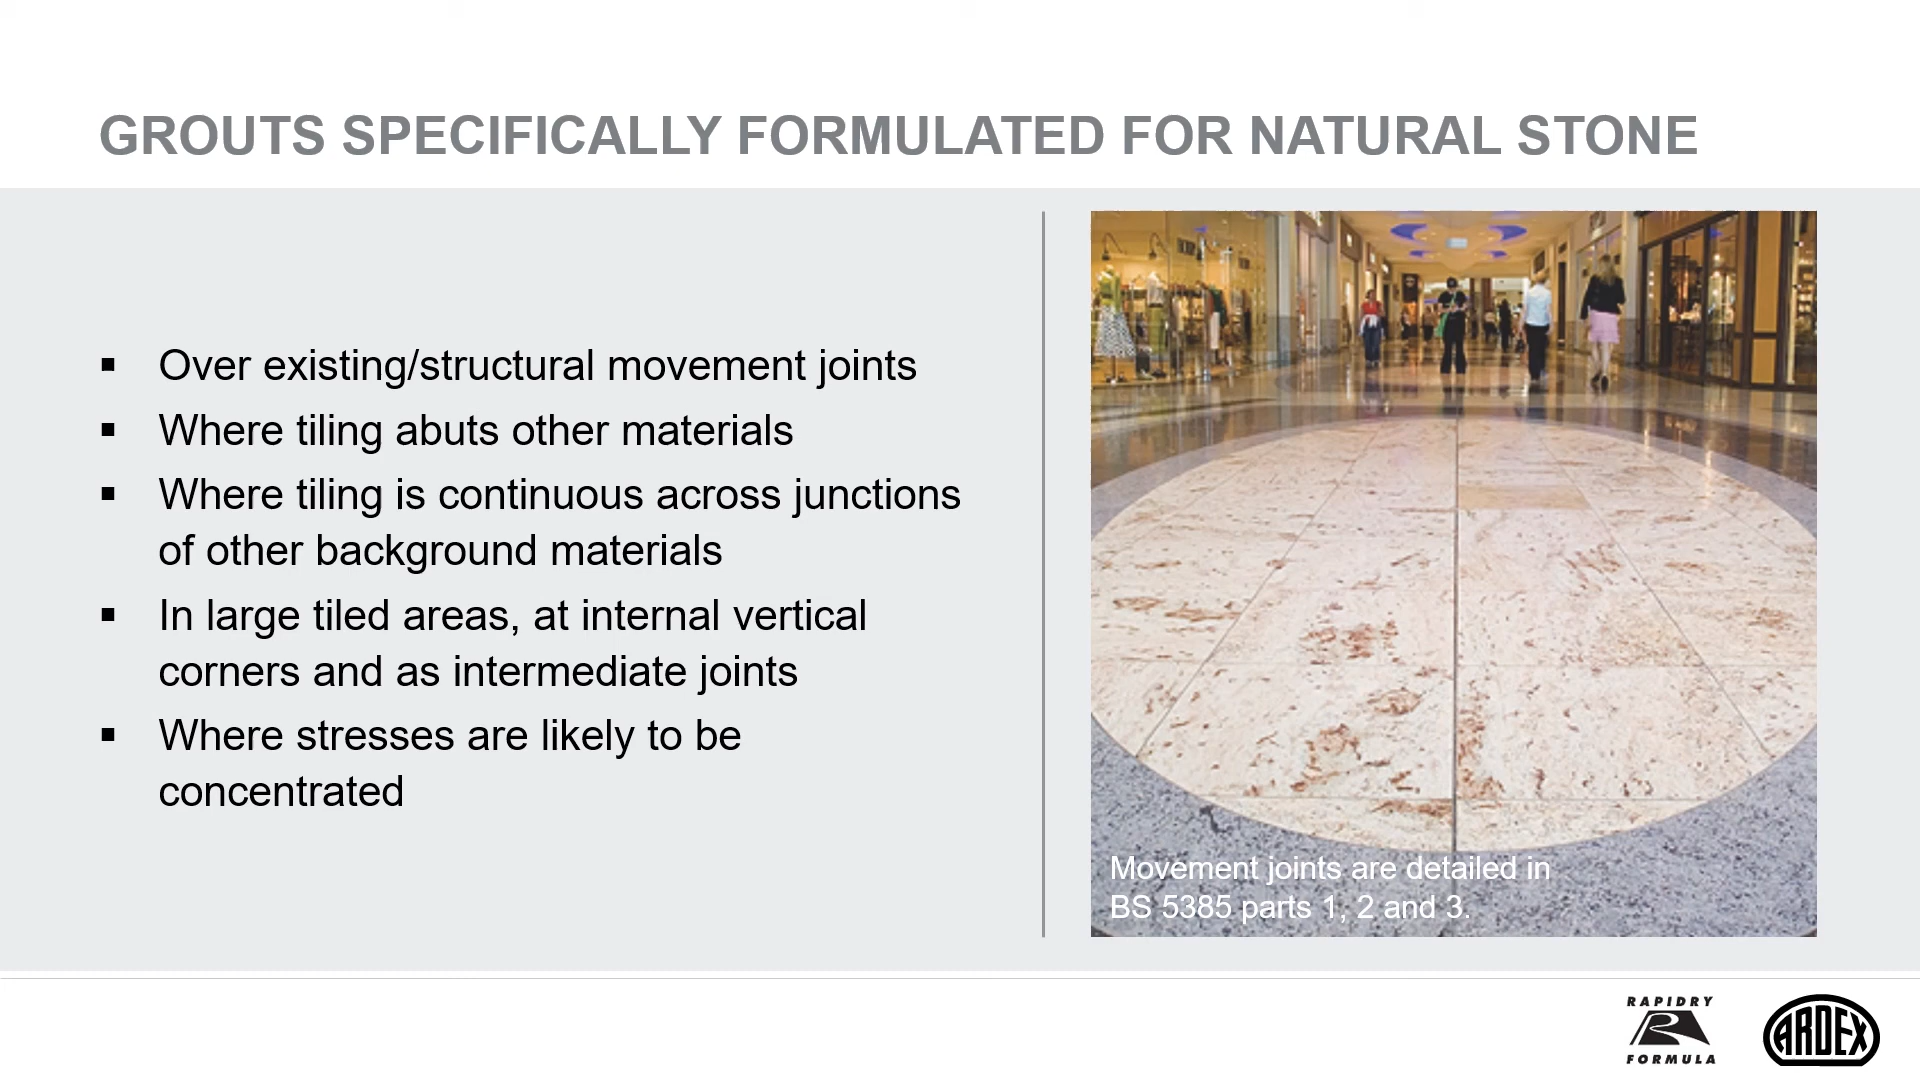 GROUTS SPECIFICALLY FORMULATED FOR NATURAL STONE
▪ Over existing/structural movement joints
▪ Where tiling abuts other materials
▪ Where tiling is continuous across junctions
of other background materials
▪ In large tiled areas, at internal vertical
corners and as intermediate joints
▪ Where stresses are likely to be
concentrated
Movement joints are detailed in
BS 5385 parts 1, 2 and 3.
RAPIDRY
R
FORMULA
ARDEX